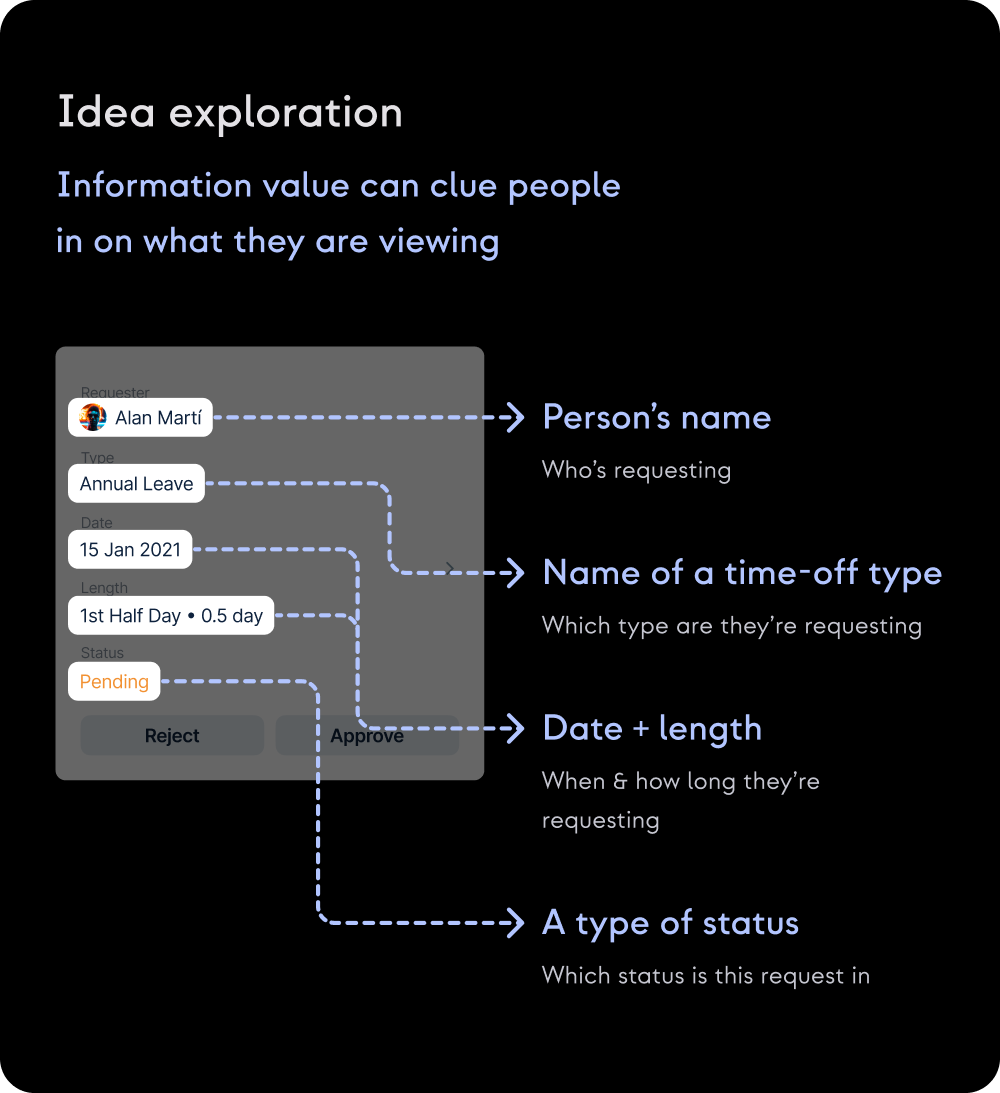 Idea exploration
Information value can clue people
in on what they are viewing
Requester
Alan Martí
Type
Annual Leave
Date
15 Jan 2021
Length
1st Half Day • 0.5 day
Status
Pending
Reject
Approve
Person’s name
Who’s requesting
Name of a time-off type
Which type are they’re requesting
Date + length
When & how long they’re
requesting
A type of status
Which status is this request in